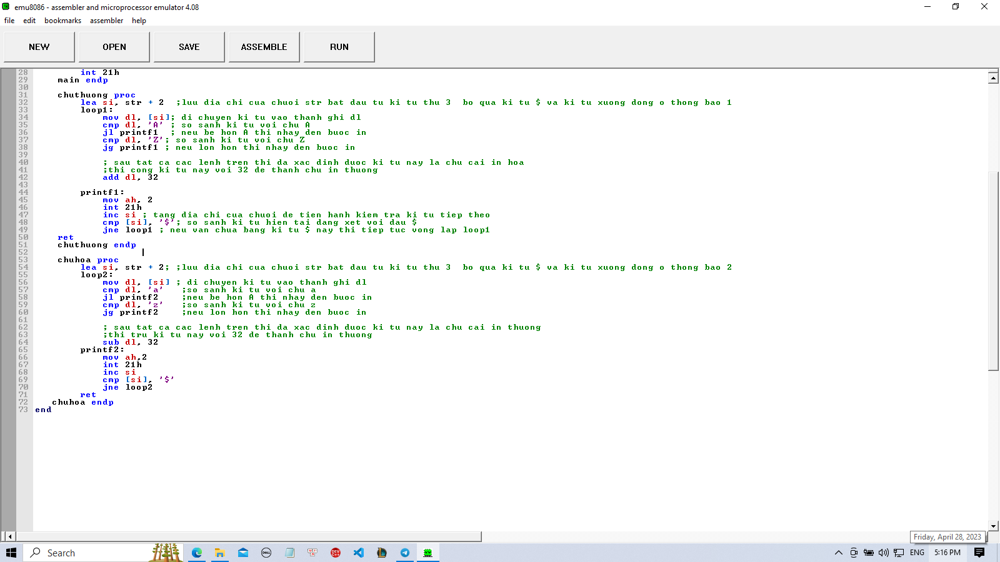 emu8086 - assembler and microprocessor emulator 4.08
file edit bookmarks assembler help
NEW OPEN SAVE ASSEMBLE RUN
28 int 21h
29 main endp
30
31 chuthuong proc
32 lea si, str + 2 ;luu dia chi cua chuoi str bat dau tu ki tu thu 3 bo qua ki tu $ va ki tu xuong dong o thong bao 1
33 loop1:
34 mov dl, [si]; di chuyen ki tu vao thanh ghi dl
35 cmp dl, 'A' ; so sanh ki tu voi chu A
36 jl printf1 ; neu be hon A thi nhay den buoc in
37 cmp dl, 'Z'; so sanh ki tu voi chu Z
38 jg printf1 ; neu lon hon thi nhay den buoc in
39
40 ; sau tat ca cac lenh tren thi da xac dinh duoc ki tu nay la chu cai in hoa
41 ;thi cong ki tu nay voi 32 de thanh chu in thuong
42 add dl, 32
43
44 printf1:
45 mov ah, 2
46 int 21h
47 inc si ; tang dia chi cua chuoi de tien hanh kiem tra ki tu tiep theo
48 cmp [si], '$'; so sanh ki tu hien tai dang xet voi dau $
49 jne loop1 ; neu van chua bang ki tu $ nay thi tiep tuc vong lap loop1
50 ret
51 chuthuong endp
52
53 chuhoa proc
54 lea si, str + 2; ;luu dia chi cua chuoi str bat dau tu ki tu thu 3 bo qua ki tu $ va ki tu xuong dong o thong bao 2
55 loop2:
56 mov dl, [si] ; di chuyen ki tu vao thanh ghi dl
57 cmp dl, 'a' ;so sanh ki tu voi chu a
58 jl printf2 ;neu be hon A thi nhay den buoc in
59 cmp dl, 'z' ;so sanh ki tu voi chu z
60 jg printf2 ;neu lon hon thi nhay den buoc in
61
62 ; sau tat ca cac lenh tren thi da xac dinh duoc ki tu nay la chu cai in thuong
63 ;thi tru ki tu nay voi 32 de thanh chu in thuong
64 sub dl, 32
65 printf2:
66 mov ah,2
67 int 21h
68 inc si
69 cmp [si], '$'
70 jne loop2
71 ret
72 chuhoa endp
73 end
Friday, April 28, 2023
Search
DELL
DEV C++
ENG 5:16 PM